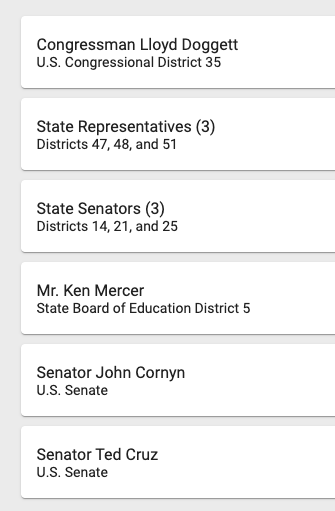 Congressman Lloyd Doggett
U.S. Congressional District 35
State Representatives (3)
Districts 47, 48, and 51
State Senators (3)
Districts 14, 21, and 25
Mr. Ken Mercer
State Board of Education District 5
Senator John Cornyn
U.S. Senate
Senator Ted Cruz
U.S. Senate